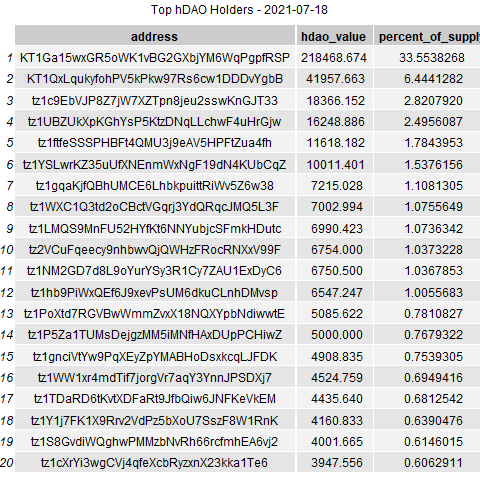 Top hDAO Holders - 2021-07-18
address hdao_value percent_of_supply
1 KT1Ga15wxGR5oWK1vBG2GXbjYM6WqPgpfRSP 218468.674 33.5538268
2 KT1QxLqukyfohPV5kPkw97Rs6cw1DDDvYgbB 41957.663 6.4441282
3 tz1c9EbVJP8Z7jW7XZTpn8jeu2sswKnGJT33 18366.152 2.8207920
4 tz1UBZUkXpKGhYsP5KtzDNqLLchwF4uHrGjw 16248.886 2.4956087
5 tz1ftfeSSSPHBFt4QMU3j9eAV5HPFtZua4fh 11618.182 1.7843953
6 tz1YSLwrKZ35uUfXNEnmWxNgF19dN4KUbCqZ 10011.401 1.5376156
7 tz1gqaKjfQBhUMCE6LhbkpuittRiWv5Z6w38 7215.028 1.1081305
8 tz1WXC1Q3td2oCBctVGqrj3YdQRqcJMQ5L3F 7002.994 1.0755649
9 tz1LMQS9MnFU52HYfKt6NNYubjcSFmkHDutc 6990.423 1.0736342
10 tz2VCuFqeecy9nhbwvQjQWHzFRocRNXxV99F 6754.000 1.0373228
11 tz1NM2GD7d8L9oYurYSy3R1Cy7ZAU1ExDyC6 6750.500 1.0367853
12 tz1hb9PiWxQEf6J9xevPsUM6dkuCLnhDMvsp 6547.247 1.0055683
13 tz1PoXtd7RGVBwWmmZvxX18NQXYpbNdiwwtE 5085.622 0.7810827
14 tz1P5Za1TUMsDejgzMM5iMNfHAxDUpPCHiwZ 5000.000 0.7679322
15 tz1gnciVtYw9PqXEyZpYMABHoDsxkcqLJFDK 4908.835 0.7539305
16 tz1WW1xr4mdTif7jorgVr7aqY3YnnJPSDXj7 4524.759 0.6949416
17 tz1TDaRD6tKvtXDFaRt9JfbQiw6JNFKeVkEM 4435.640 0.6812542
18 tz1Y1j7FK1X9Rrv2VdPz5bXoU7SszF8W1RnK 4160.833 0.6390476
19 tz1S8GvdiWQghwPMMzbNvRh66rcfmhEA6vj2 4001.665 0.6146015
20 tz1cXrYi3wgCVj4qfeXcbRyzxnX23kka1Te6 3947.556 0.6062911